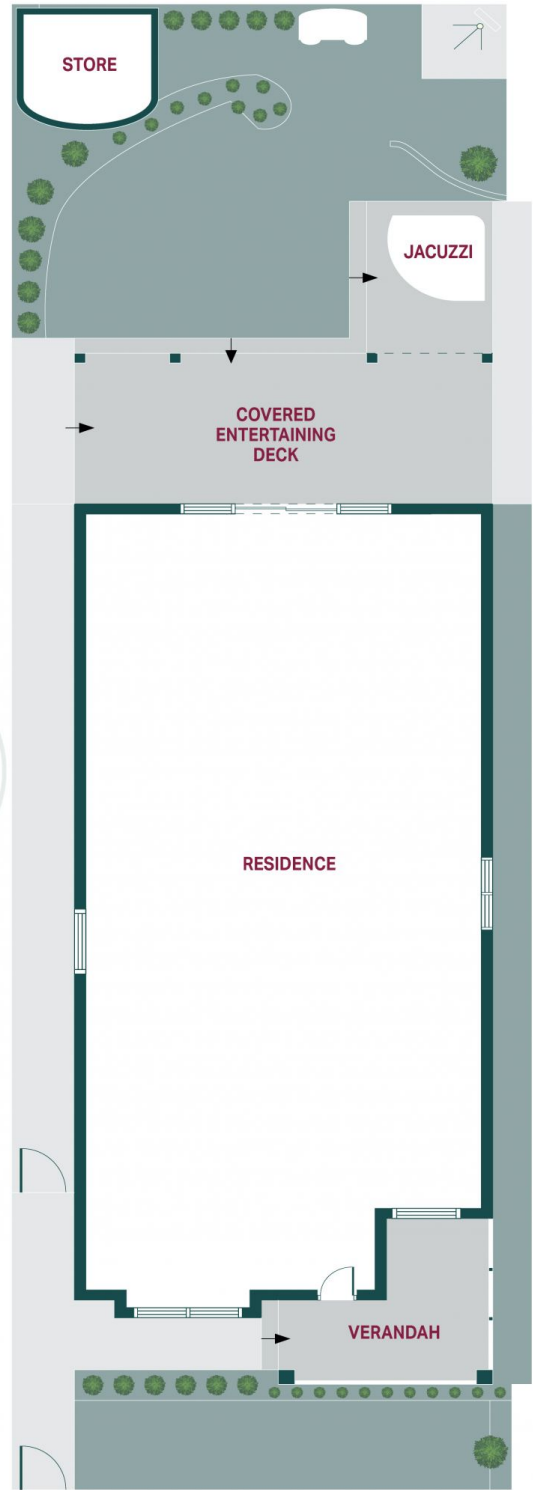 STORE
JACUZZI
COVERED
ENTERTAINING
DECK
RESIDENCE
VERANDAH